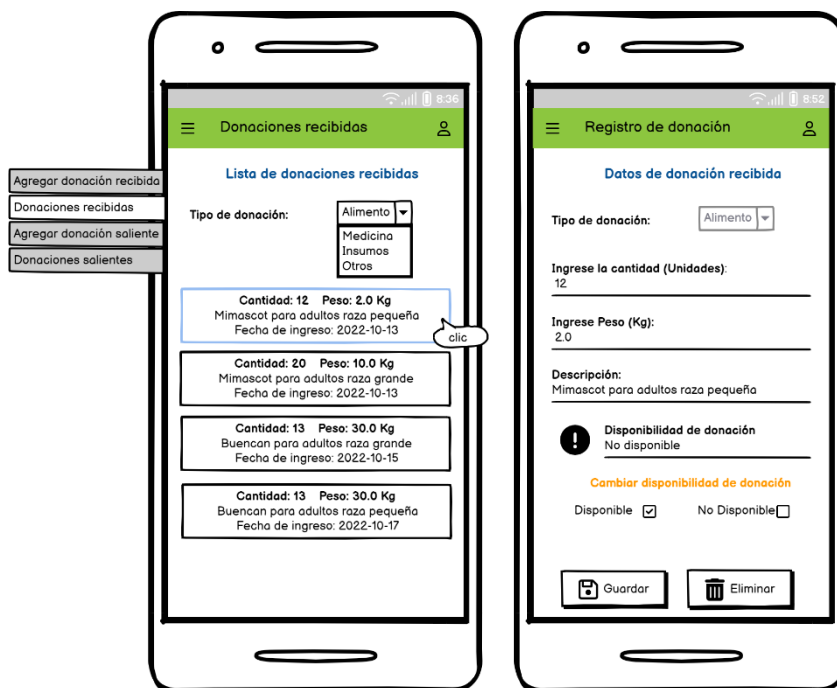 Agregar donación recibida
Donaciones recibidas
Agregar donación saliente
Donaciones salientes
8:36
Donaciones recibidas
Lista de donaciones recibidas
Tipo de donación: Alimento
Medicina
Insumos
Otros
Cantidad: 12 Peso: 2.0 Kg
Mimascot para adultos raza pequeña
Fecha de ingreso: 2022-10-13
clic
Cantidad: 20 Peso: 10.0 Kg
Mimascot para adultos raza grande
Fecha de ingreso: 2022-10-13
Cantidad: 13 Peso: 30.0 Kg
Buencan para adultos raza grande
Fecha de ingreso: 2022-10-15
Cantidad: 13 Peso: 30.0 Kg
Buencan para adultos raza pequeña
Fecha de ingreso: 2022-10-17
8:52
Registro de donación
Datos de donación recibida
Tipo de donación: Alimento
Ingrese la cantidad (Unidades):
12
Ingrese Peso (Kg):
2.0
Descripción:
Mimascot para adultos raza pequeña
Disponibilidad de donación
No disponible
Cambiar disponibilidad de donación
Disponible No Disponible
Guardar Eliminar